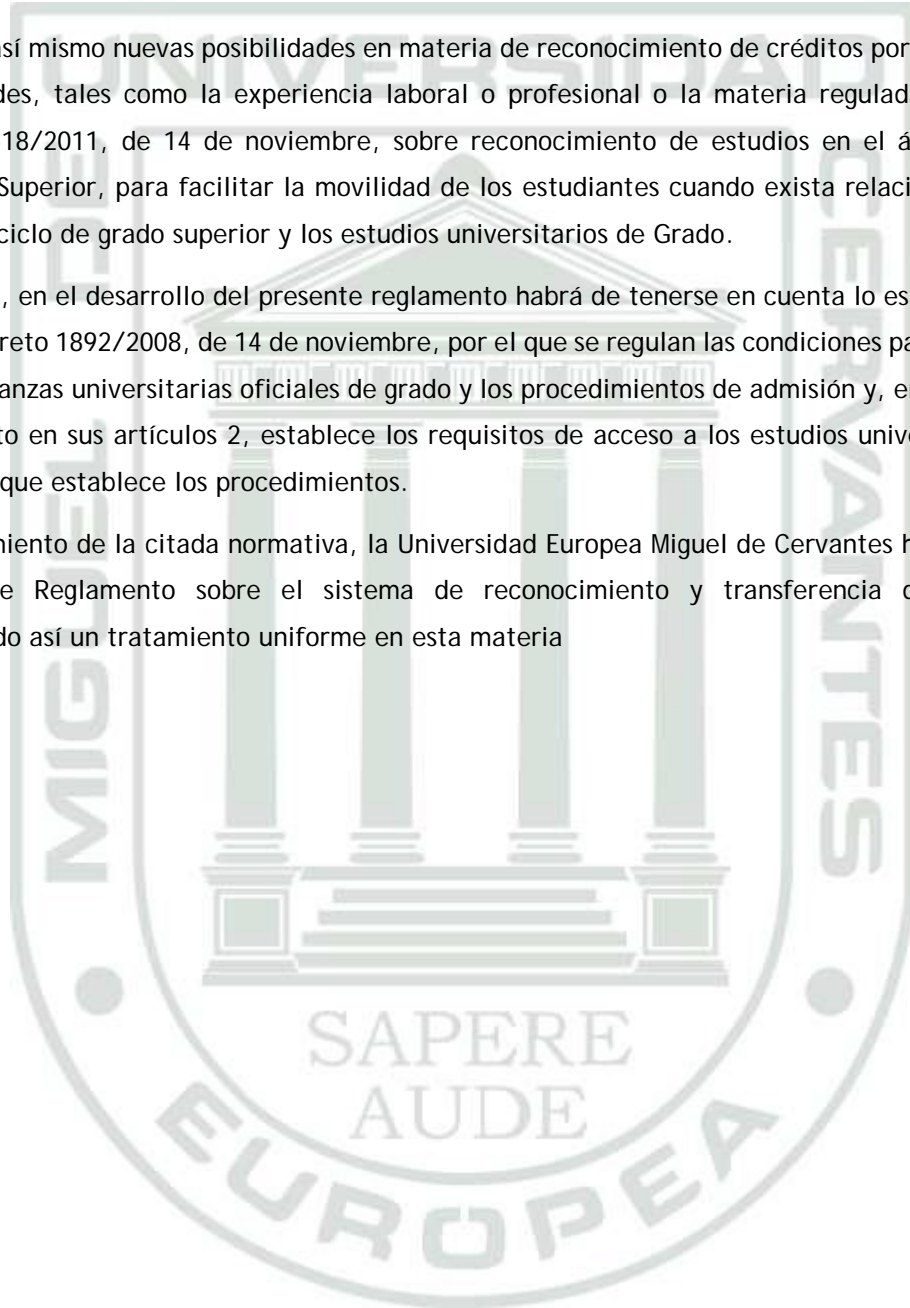 así mismo nuevas posibilidades en materia de reconocimiento de créditos por
des, tales como la experiencia laboral o profesional o la materia regulad
18/2011, de 14 de noviembre, sobre reconocimiento de estudios en el á
Superior, para facilitar la movilidad de los estudiantes cuando exista relaci
ciclo de grado superior y los estudios universitarios de Grado.
, en el desarrollo del presente reglamento habrá de tenerse en cuenta lo es
reto 1892/2008, de 14 de noviembre, por el que se regulan las condiciones pa
anzas universitarias oficiales de grado y los procedimientos de admisión y, e
to en sus artículos 2, establece los requisitos de acceso a los estudios unive
que establece los procedimientos.
niento de la citada normativa, la Universidad Europea Miguel de Cervantes h
e Reglamento sobre el sistema de reconocimiento y transferencia c
do así un tratamiento uniforme en esta materia
UNIVERSIDAD
DE
MIGUEL
CERVANTES
SAPERE
AUDE
EUROPEA